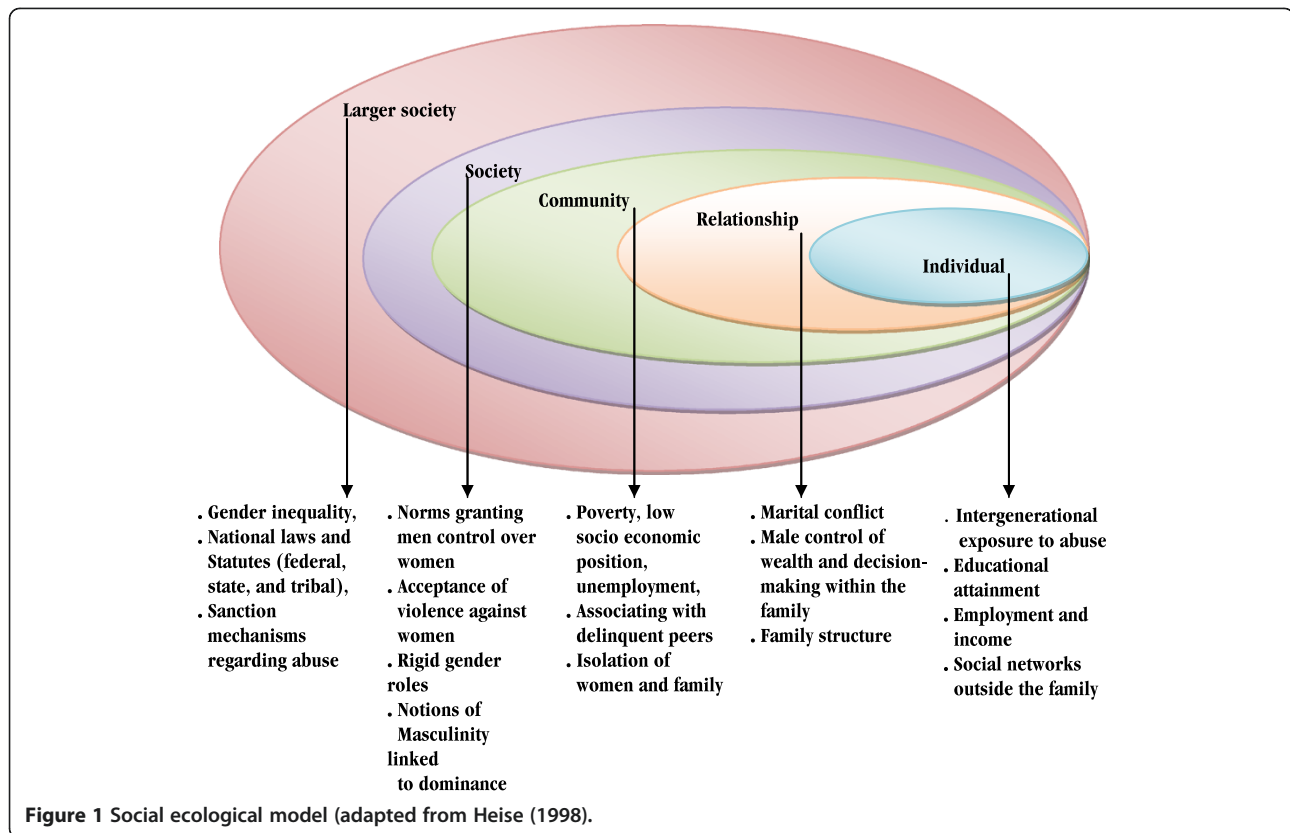 Larger society
Society
Community
Relationship
Individual
. Gender inequality,
. National laws and
Statutes (federal,
state, and tribal),
. Sanction
mechanisms
regarding abuse
. Norms granting
men control over
women
. Acceptance of
violence against
women
. Rigid gender
roles
. Notions of
Masculinity
linked
to dominance
. Poverty, low
socio economic
position,
unemployment,
. Associating with
delinquent peers
. Isolation of
women and family
. Marital conflict
. Male control of
wealth and decision-
making within the
family
. Family structure
. Intergenerational
exposure to abuse
. Educational
attainment
. Employment and
income
. Social networks
outside the family
Figure 1 Social ecological model (adapted from Heise (1998).